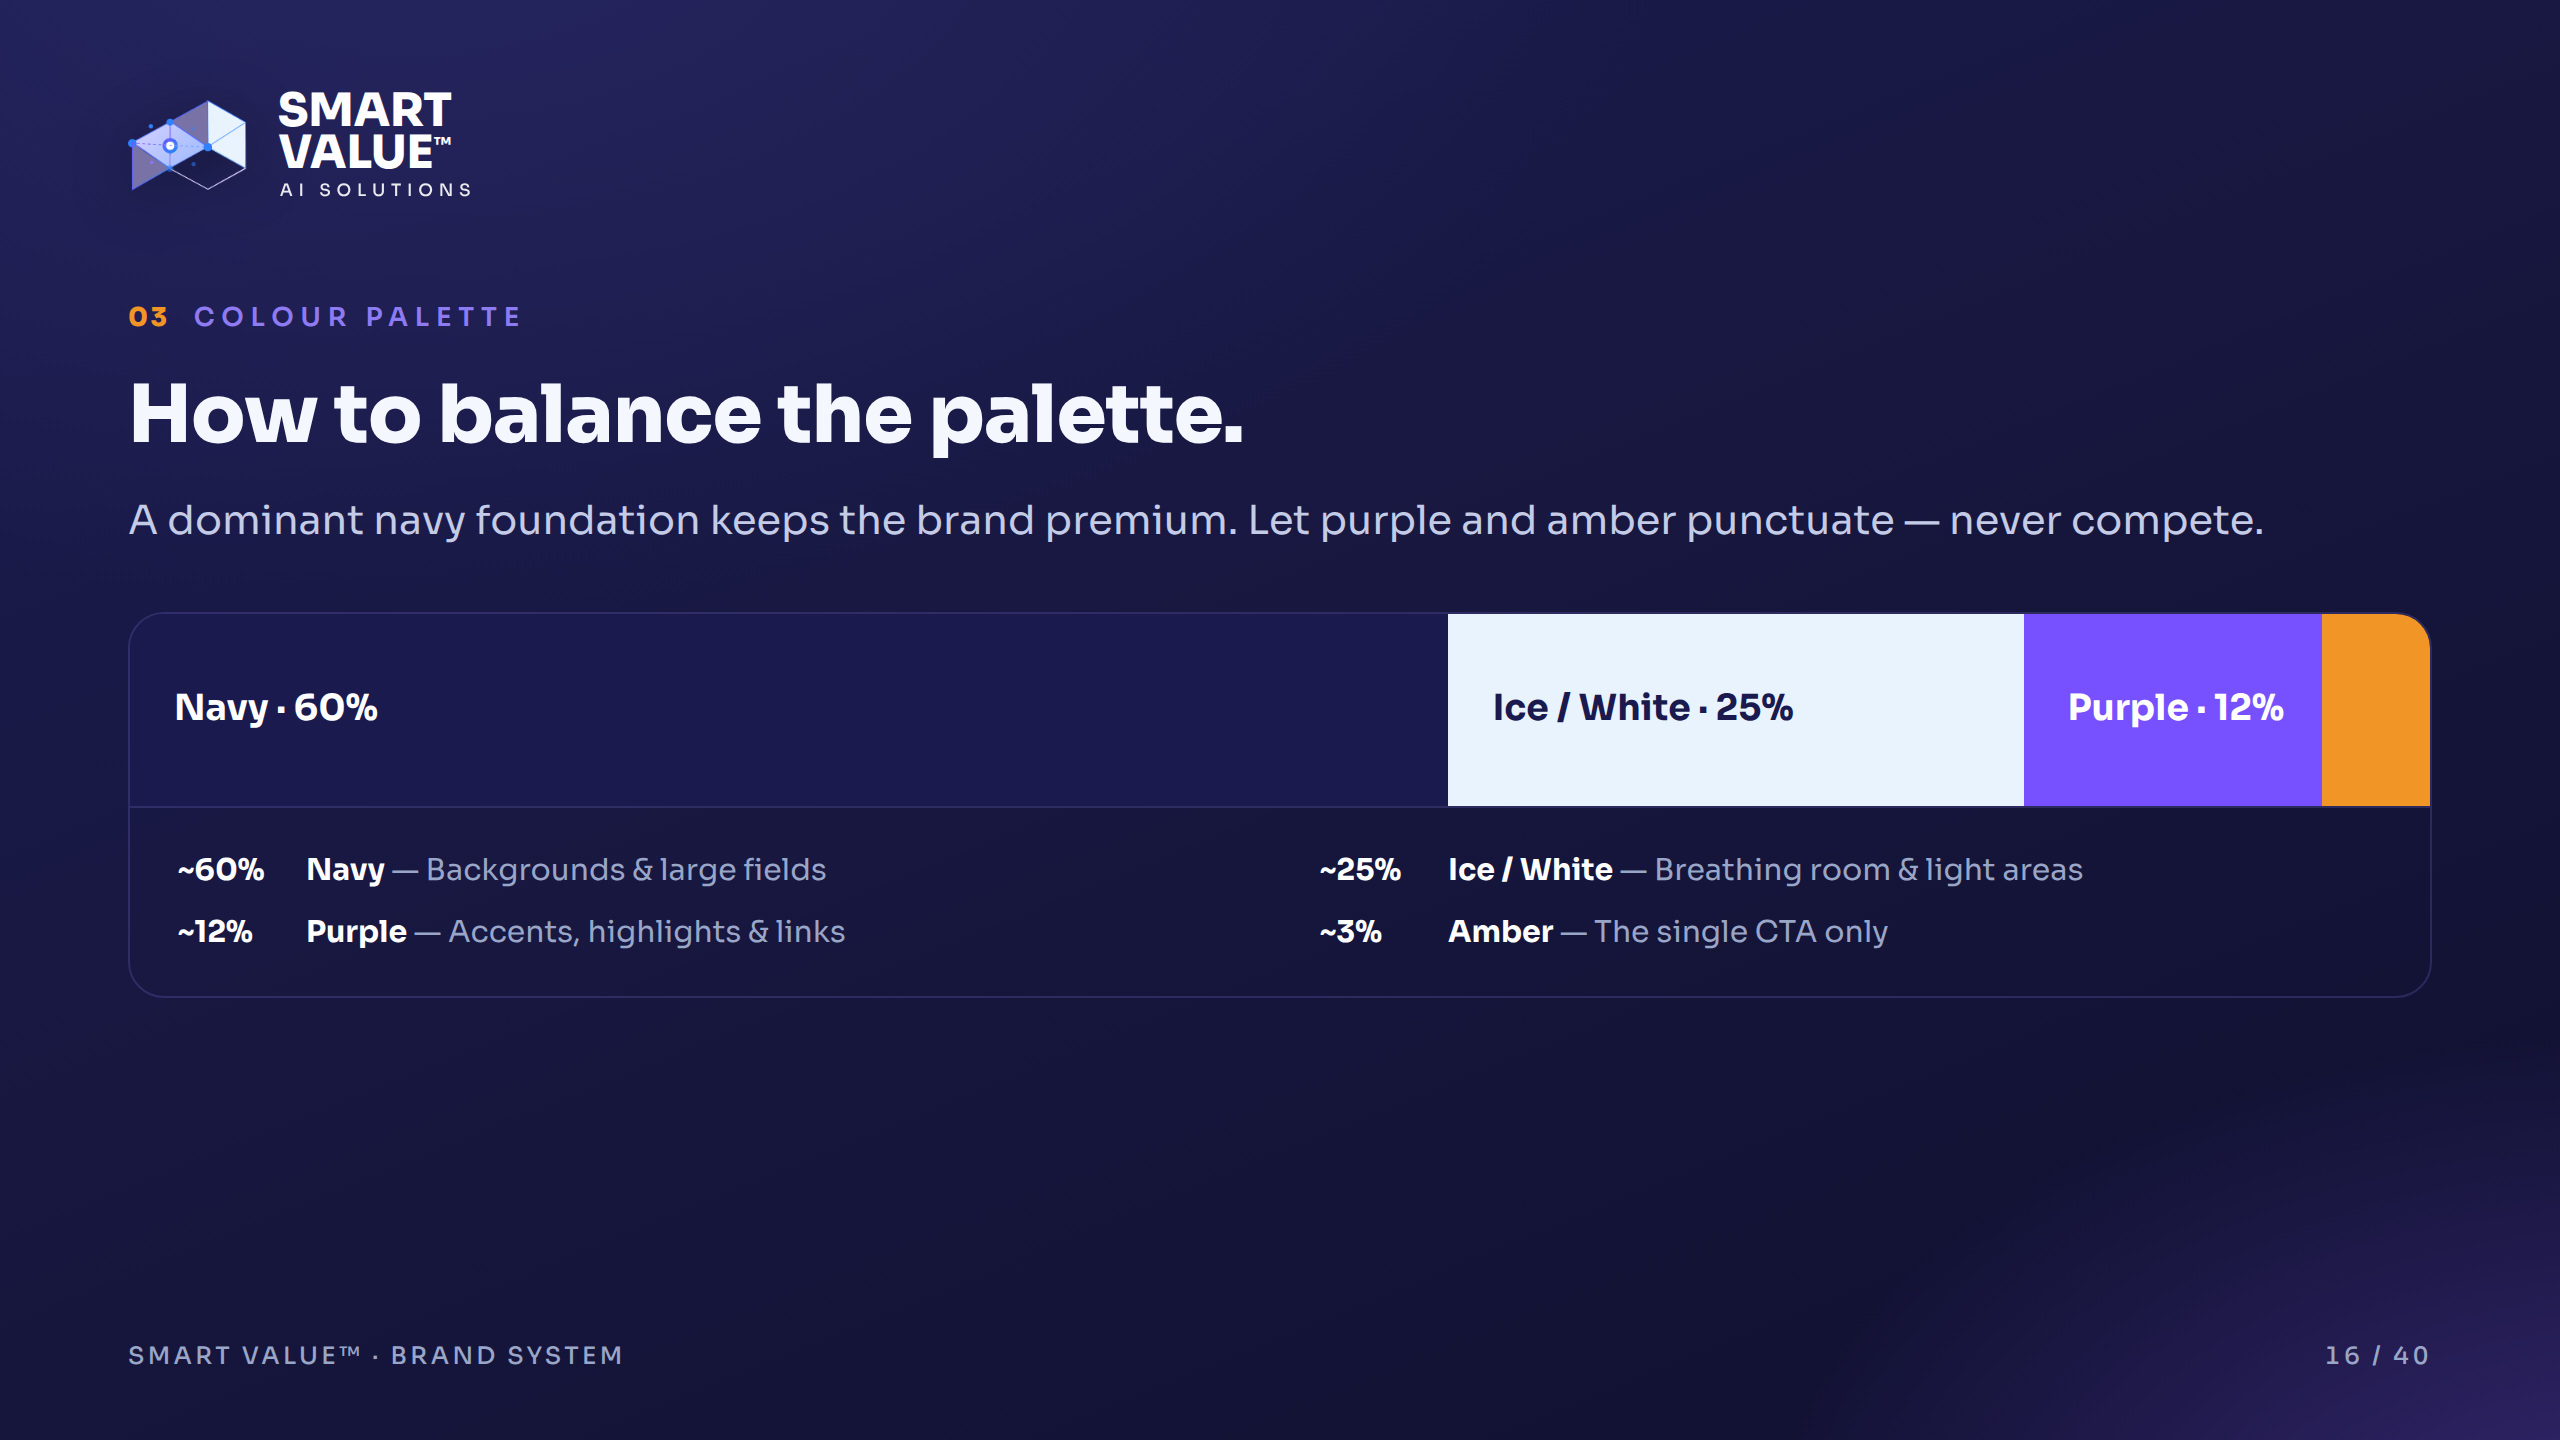 SMART
VALUE™
AI SOLUTIONS
03 COLOUR PALETTE
How to balance the palette.
A dominant navy foundation keeps the brand premium. Let purple and amber punctuate — never compete.
Navy · 60%
Ice / White · 25%
Purple · 12%
~60% Navy — Backgrounds & large fields
~25% Ice / White — Breathing room & light areas
~12% Purple — Accents, highlights & links
~3% Amber — The single CTA only
SMART VALUE™ · BRAND SYSTEM
16 / 40